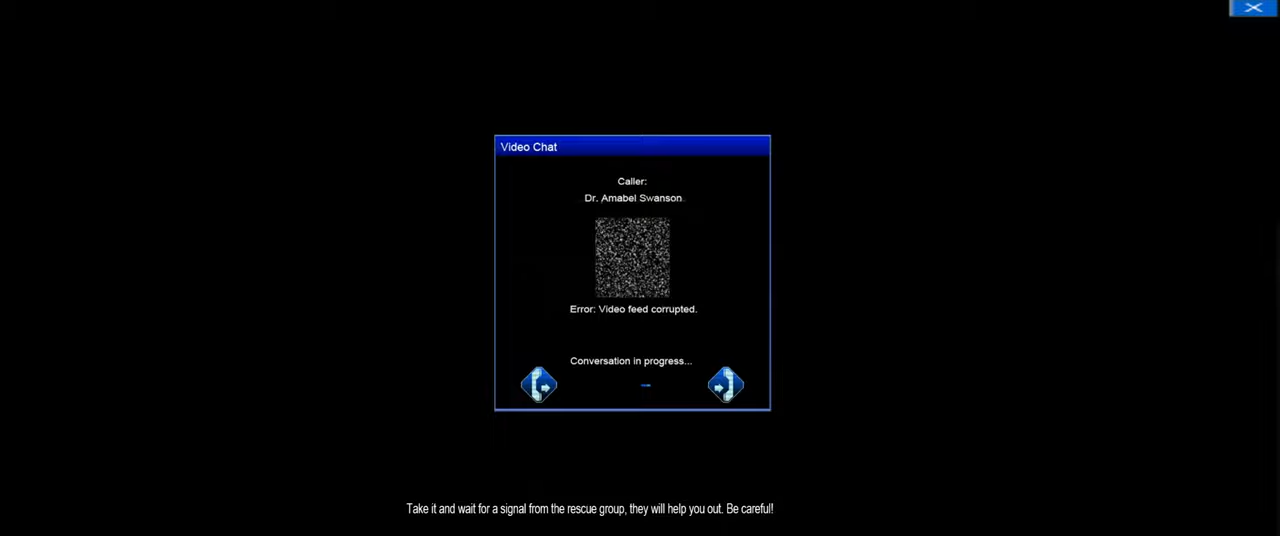 Video Chat
Caller:
Dr. Amabel Swanson
Error: Video feed corrupted.
Conversation in progress...
Take it and wait for a signal from the rescue group, they will help you out. Be careful!